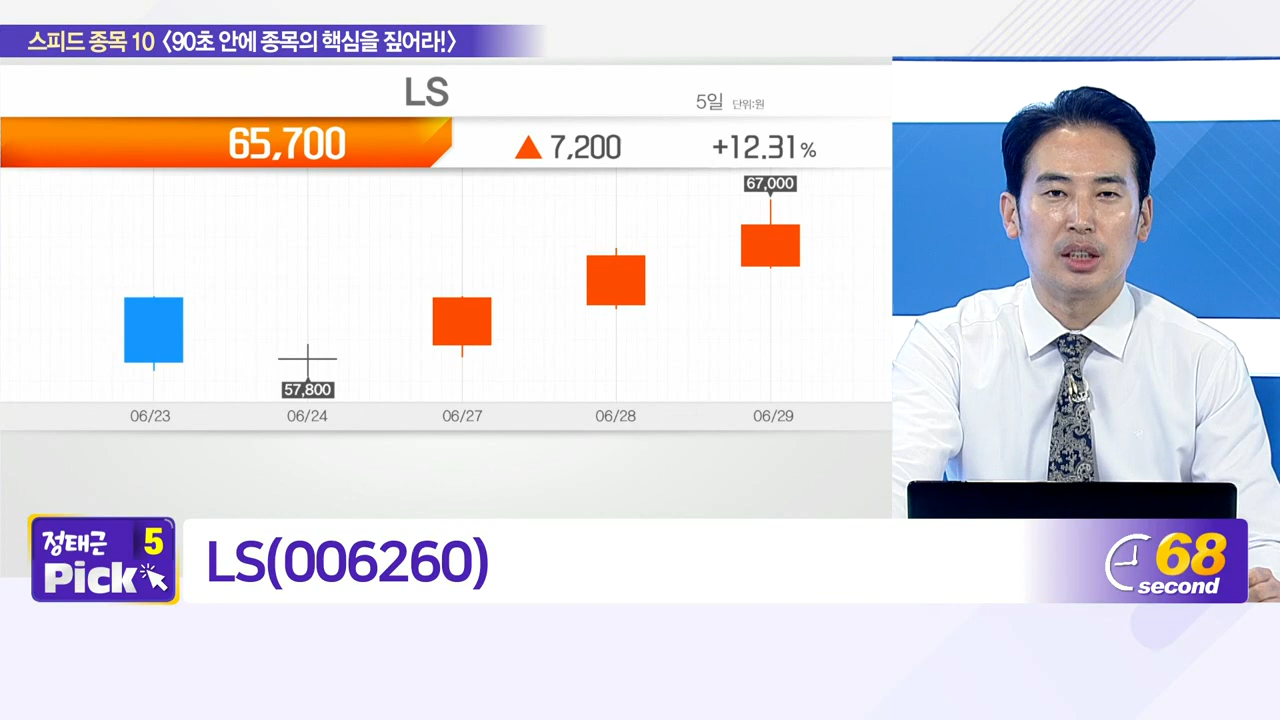 스피드 종목 10 〈90초 안에 종목의 핵심을 짚어라!〉
LS
5일 단위:원
65,700 ▲ 7,200 +12.31%
67,000
57,800
06/23 06/24 06/27 06/28 06/29
정태근 5
Pick
LS(006260)
68
second